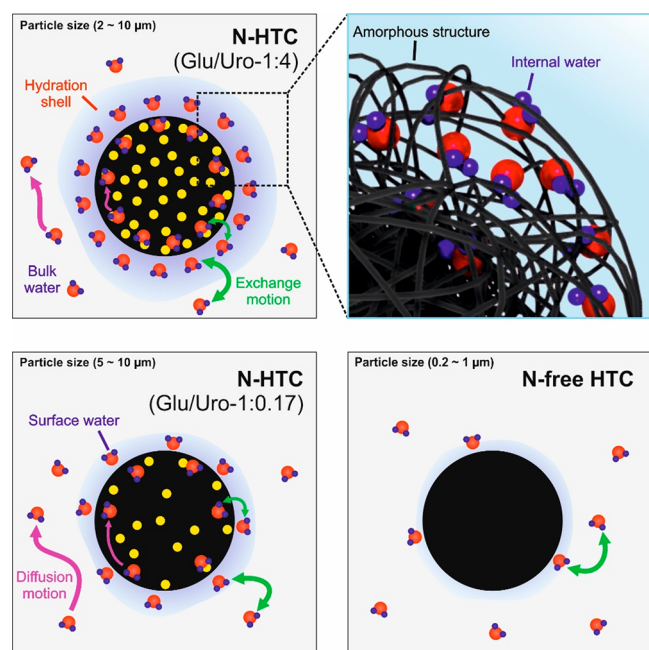 Particle size (2 ~ 10 μm)
N-HTC
(Glu/Uro-1:4)
Hydration
shell
Bulk
water
Exchange
motion
Amorphous structure
Internal water
Particle size (5 ~ 10 μm)
N-HTC
(Glu/Uro-1:0.17)
Surface water
Diffusion
motion
Particle size (0.2 ~ 1 μm)
N-free HTC